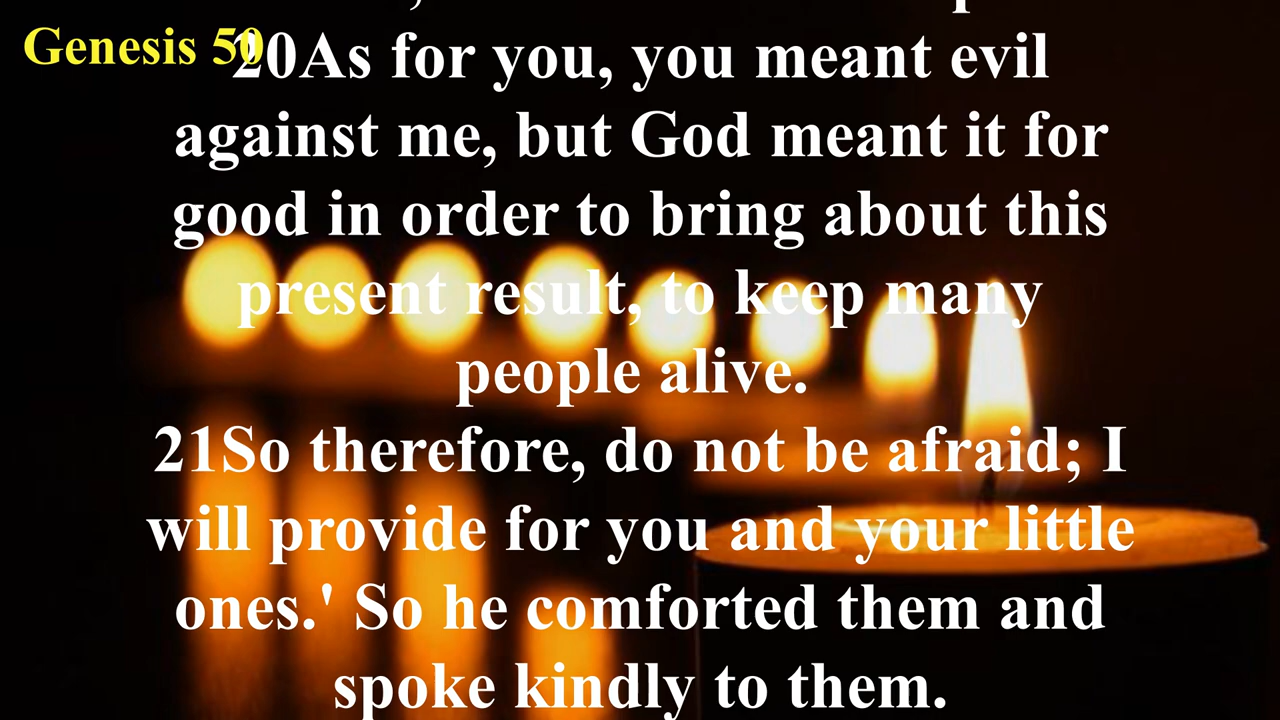 Genesis 50
20As for you, you meant evil
against me, but God meant it for
good in order to bring about this
present result, to keep many
people alive.
21So therefore, do not be afraid; I
will provide for you and your little
ones.' So he comforted them and
spoke kindly to them.